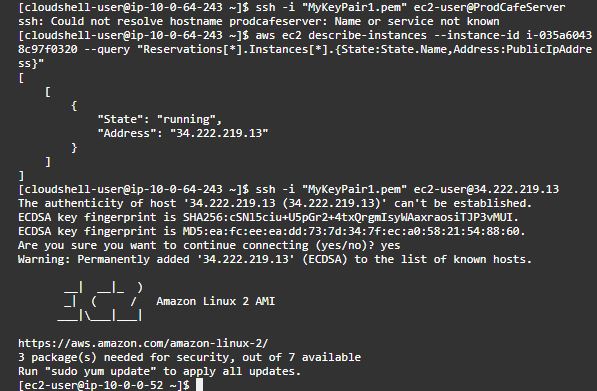 [cloudshell-user@ip-10-0-64-243 ~]$ ssh -i "MyKeyPair1.pem" ec2-user@ProdCafeServer
ssh: Could not resolve hostname prodcafeserver: Name or service not known
[cloudshell-user@ip-10-0-64-243 ~]$ aws ec2 describe-instances --instance-id i-035a6043
8c97f0320 --query "Reservations[*].Instances[*].{State:State.Name,Address:PublicIpAddre
ss}"
[
    [
        {
            "State": "running",
            "Address": "34.222.219.13"
        }
    ]
]
[cloudshell-user@ip-10-0-64-243 ~]$ ssh -i "MyKeyPair1.pem" ec2-user@34.222.219.13
The authenticity of host '34.222.219.13 (34.222.219.13)' can't be established.
ECDSA key fingerprint is SHA256:cSNl5ciu+U5pGr2+4txQrgmIsyWAaxraosiTJP3vMUI.
ECDSA key fingerprint is MD5:ea:fc:ee:ea:dd:73:7d:34:7f:ec:a0:58:21:54:88:60.
Are you sure you want to continue connecting (yes/no)? yes
Warning: Permanently added '34.222.219.13' (ECDSA) to the list of known hosts.

       __|  __|_  )
       _|  (     /   Amazon Linux 2 AMI
      ___|\___|___|

https://aws.amazon.com/amazon-linux-2/
3 package(s) needed for security, out of 7 available
Run "sudo yum update" to apply all updates.
[ec2-user@ip-10-0-0-52 ~]$